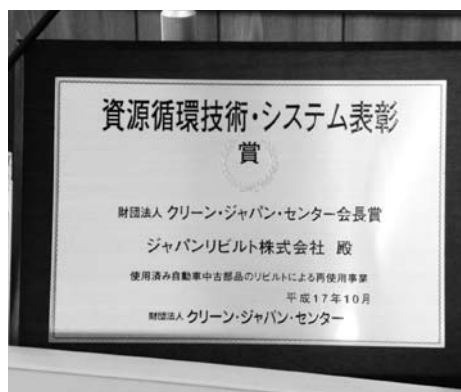 資源循環技術・システム表彰
賞
財団法人 クリーン・ジャパン・センター会長賞
ジャパンリビルト株式会社 殿
使用済み自動車中古部品のリビルトによる再使用事業
平成17年10月
財団法人 クリーン・ジャパン・センター